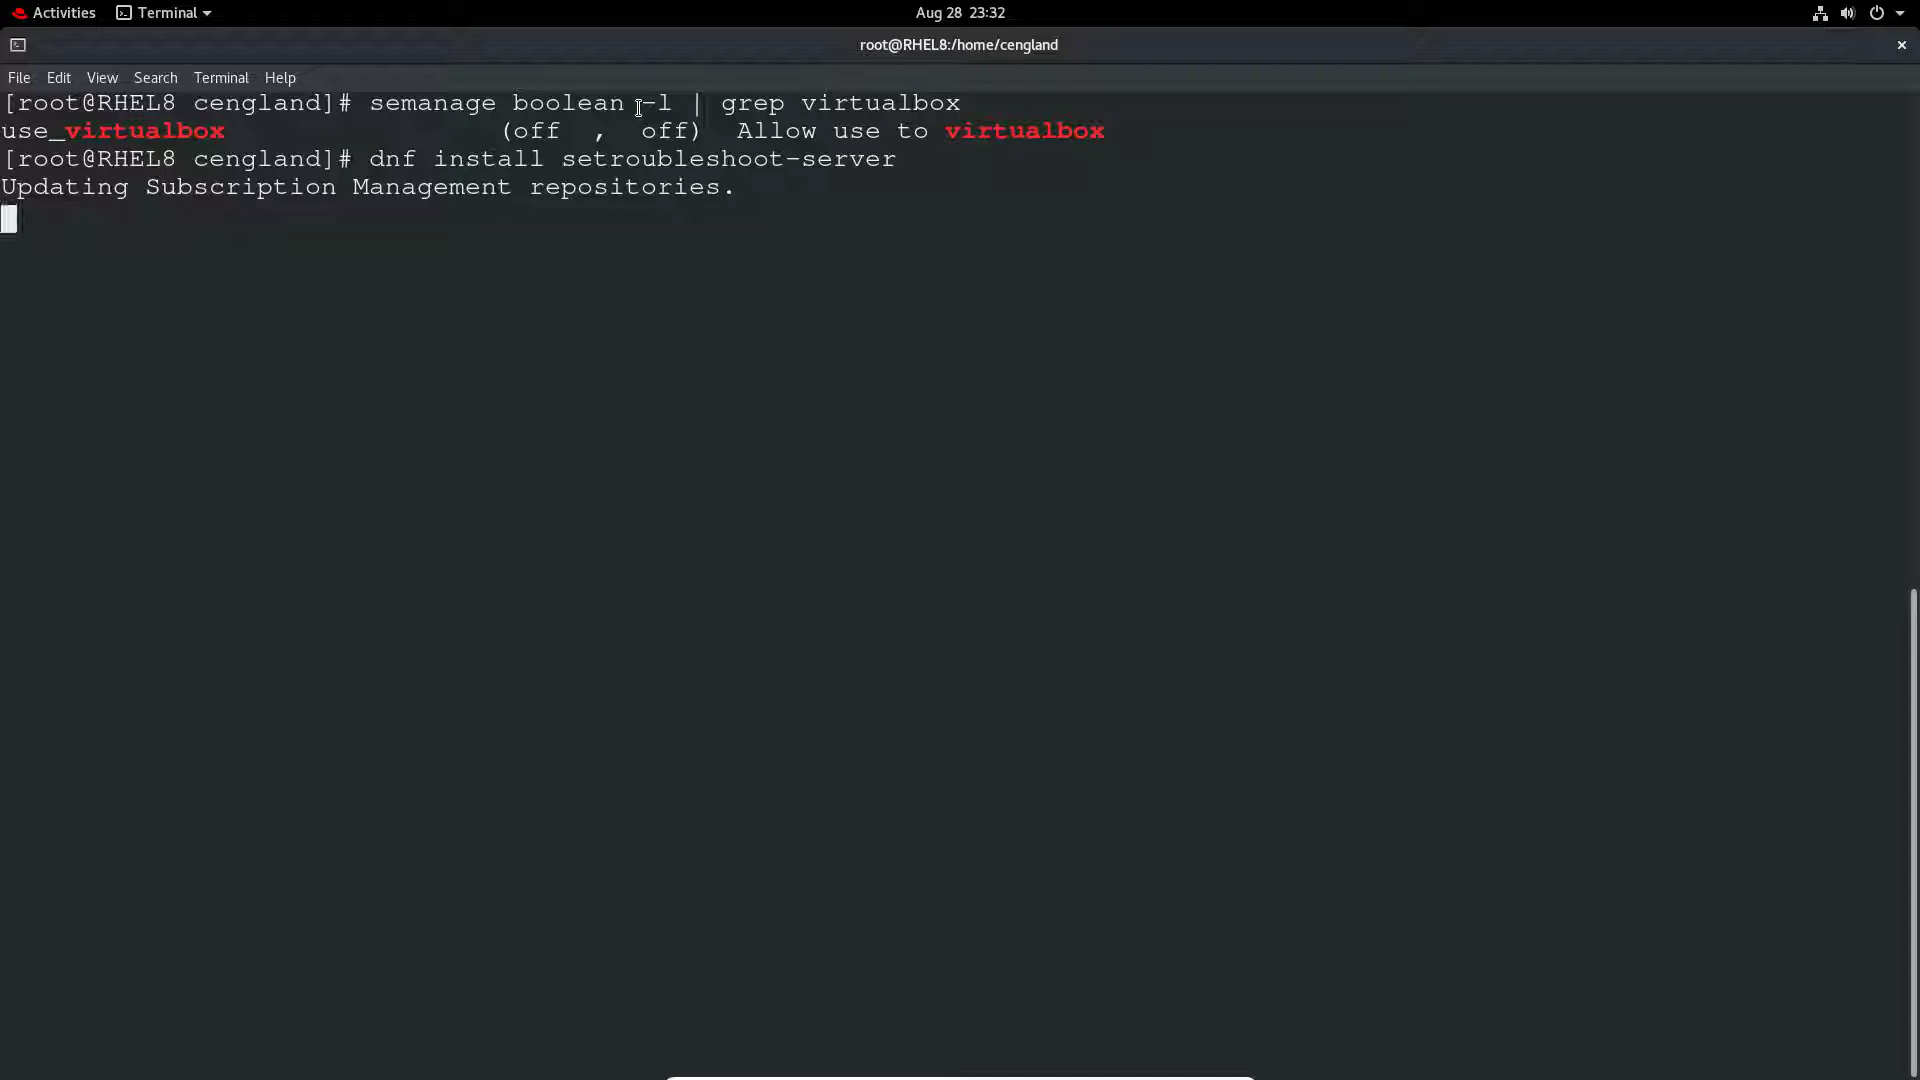 Activities Terminal Aug 28 23:32
root@RHEL8:/home/cengland
File Edit View Search Terminal Help
[root@RHEL8 cengland]# semanage boolean -l | grep virtualbox
use_virtualbox (off , off) Allow use to virtualbox
[root@RHEL8 cengland]# dnf install setroubleshoot-server
Updating Subscription Management repositories.